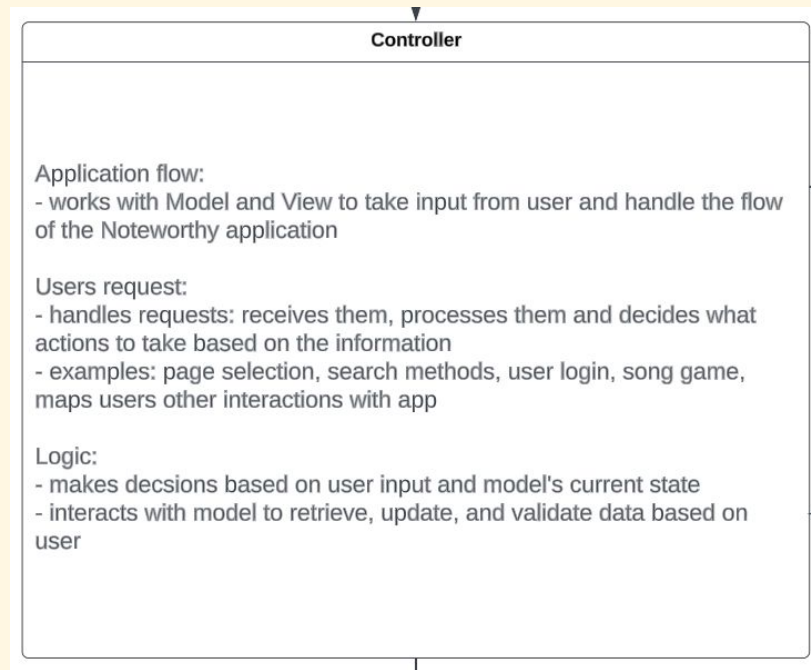 Controller
Application flow:
- works with Model and View to take input from user and handle the flow
of the Noteworthy application
Users request:
- handles requests: receives them, processes them and decides what
actions to take based on the information
- examples: page selection, search methods, user login, song game,
maps users other interactions with app
Logic:
- makes decsions based on user input and model's current state
- interacts with model to retrieve, update, and validate data based on
user